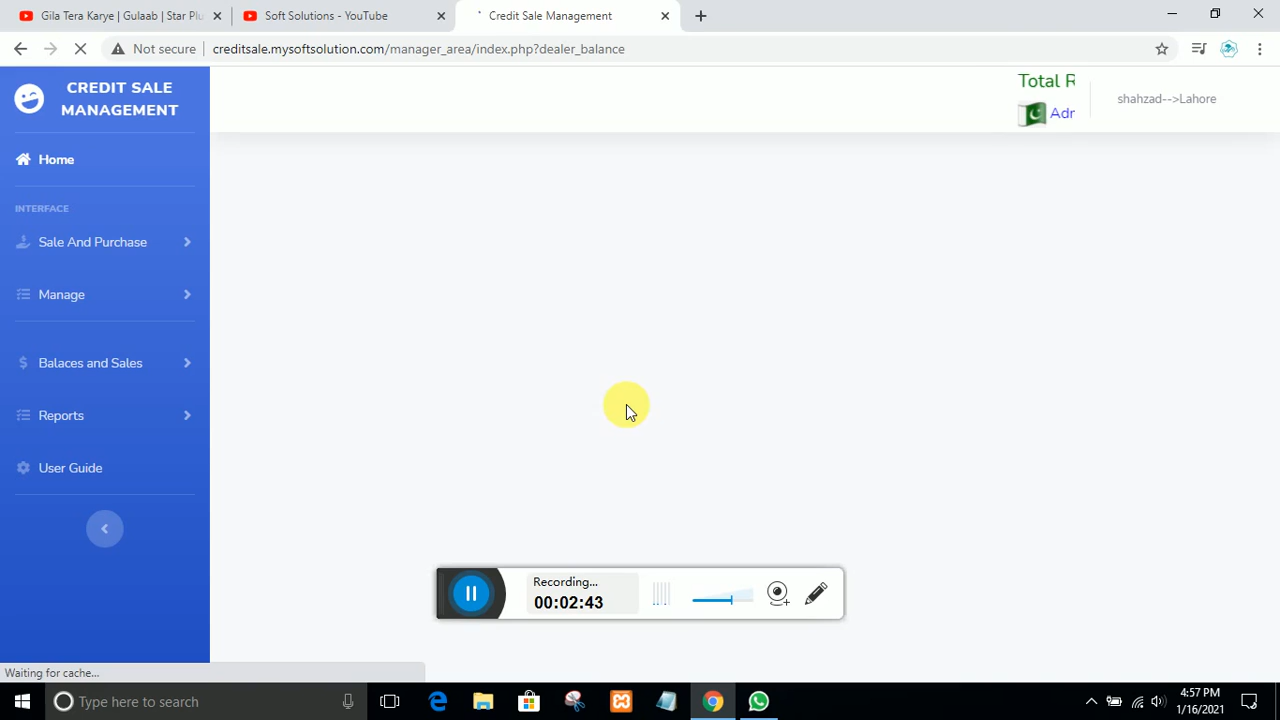 Gila Tera Karye | Gulaab | Star Plu
Soft Solutions - YouTube
Credit Sale Management
Not secure
creditsale.mysoftsolution.com/manager_area/index.php?dealer_balance
CREDIT SALE
MANAGEMENT
Total R
Adr
shahzad-->Lahore
Home
INTERFACE
Sale And Purchase
Manage
Balaces and Sales
Reports
User Guide
Recording...
00:02:43
Waiting for cache...
Type here to search
4:57 PM
1/16/2021